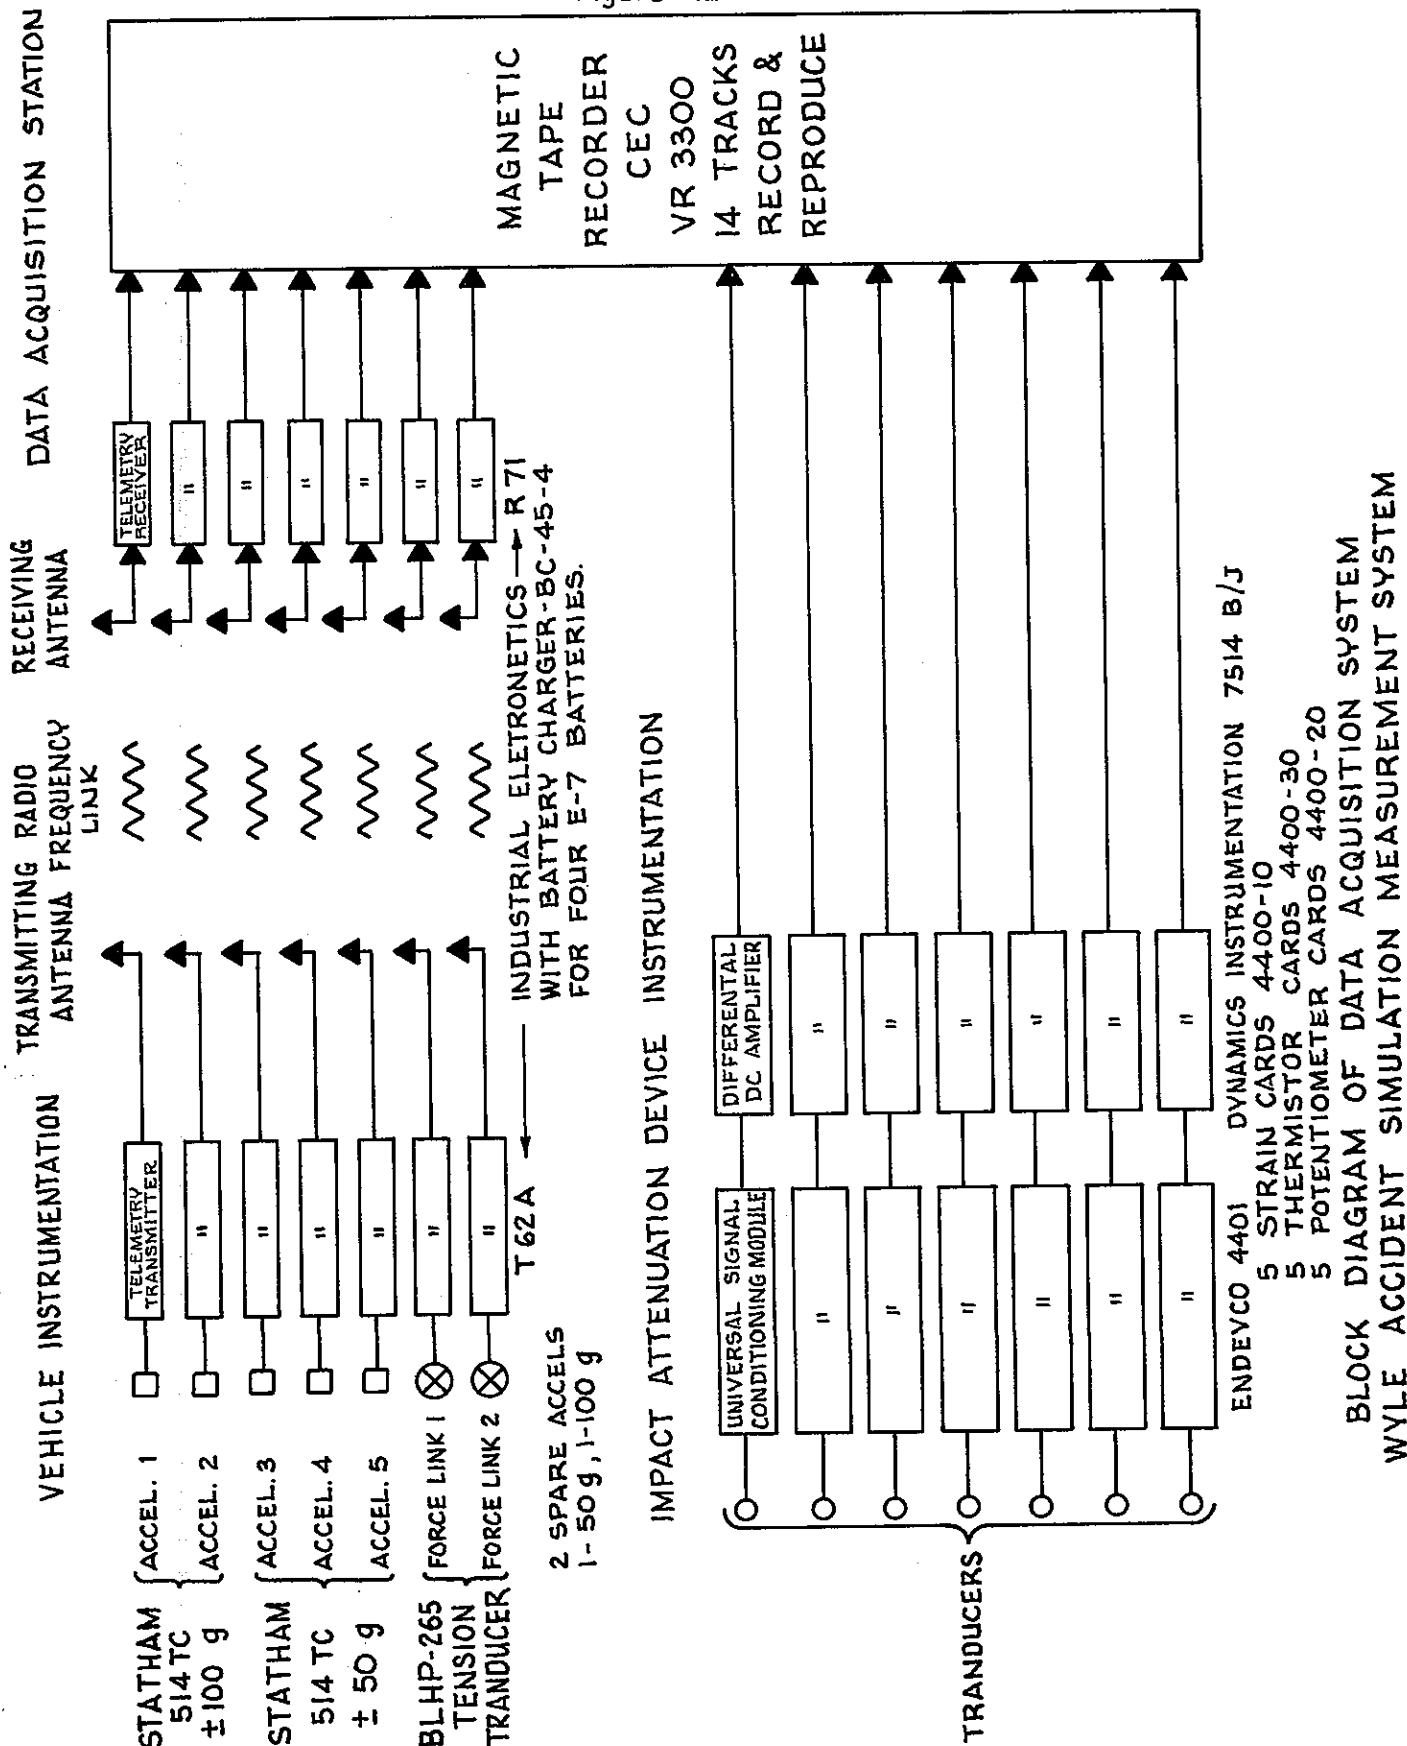 VEHICLE INSTRUMENTATION
TRANSMITTING RADIO
ANTENNA FREQUENCY
LINK
RECEIVING
ANTENNA
DATA ACQUISITION STATION
STATHAM
514 TC
±100 g
ACCEL. 1
ACCEL. 2
STATHAM
514 TC
± 50 g
ACCEL. 3
ACCEL. 4
ACCEL. 5
BLHP-265
TENSION
TRANDUCER
FORCE LINK 1
FORCE LINK 2
2 SPARE ACCELS
1-50 g, 1-100 g
TELEMETRY
TRANSMITTER
"
"
"
"
"
"
T 62 A
INDUSTRIAL ELETRONETICS → R 71
WITH BATTERY CHARGER-BC-45-4
FOR FOUR E-7 BATTERIES.
TELEMETRY
RECEIVER
"
"
"
"
"
"
MAGNETIC
TAPE
RECORDER
CEC
VR 3300
14 TRACKS
RECORD &
REPRODUCE
IMPACT ATTENUATION DEVICE INSTRUMENTATION
TRANDUCERS
UNIVERSAL SIGNAL
CONDITIONING MODULE
"
"
"
"
"
"
DIFFERENTAL
DC AMPLIFIER
"
"
"
"
"
"
ENDEVCO 4401 DYNAMICS INSTRUMENTATION 7514 B/J
5 STRAIN CARDS 4400-10
5 THERMISTOR CARDS 4400-30
5 POTENTIOMETER CARDS 4400-20
BLOCK DIAGRAM OF DATA ACQUISITION SYSTEM
WYLE ACCIDENT SIMULATION MEASUREMENT SYSTEM